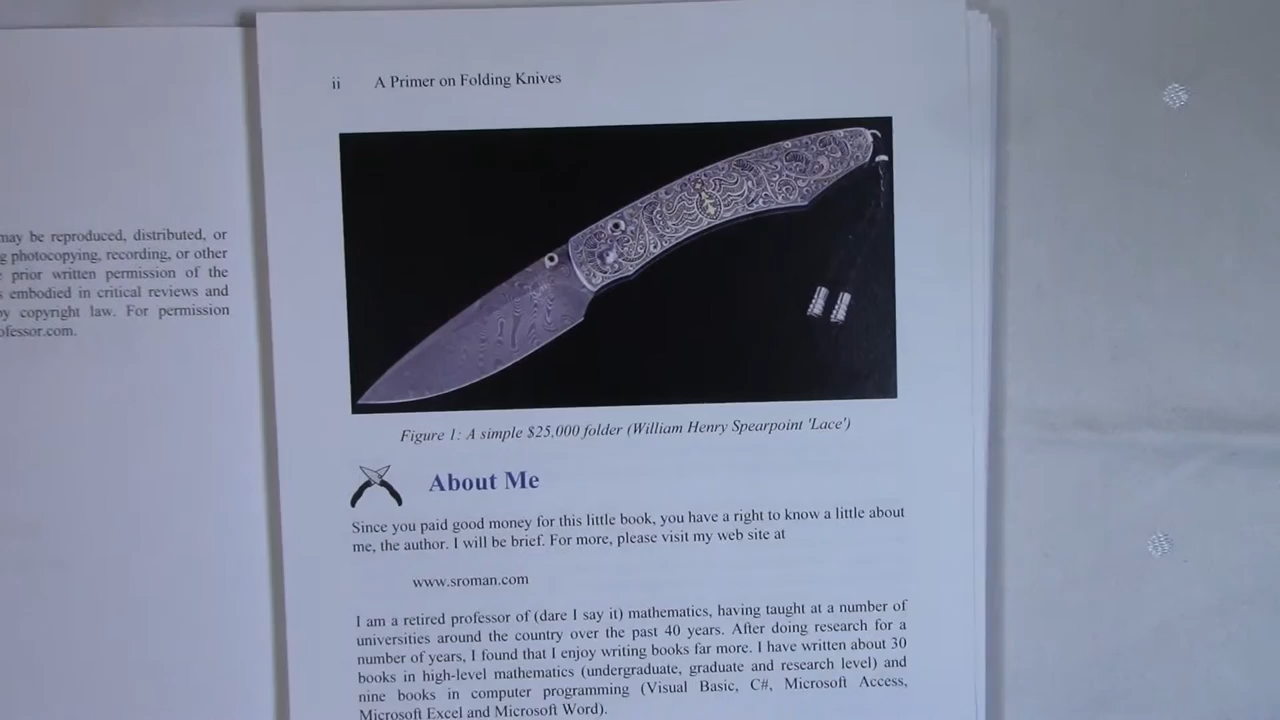 may be reproduced, distributed, or
photocopying, recording, or other
prior written permission of the
embodied in critical reviews and
by copyright law. For permission
ofessor.com.
ii A Primer on Folding Knives
Figure 1: A simple $25,000 folder (William Henry Spearpoint 'Lace')
About Me
Since you paid good money for this little book, you have a right to know a little about
me, the author. I will be brief. For more, please visit my web site at
www.sroman.com
I am a retired professor of (dare I say it) mathematics, having taught at a number of
universities around the country over the past 40 years. After doing research for a
number of years, I found that I enjoy writing books far more. I have written about 30
books in high-level mathematics (undergraduate, graduate and research level) and
nine books in computer programming (Visual Basic, C#, Microsoft Access,
Microsoft Excel and Microsoft Word).